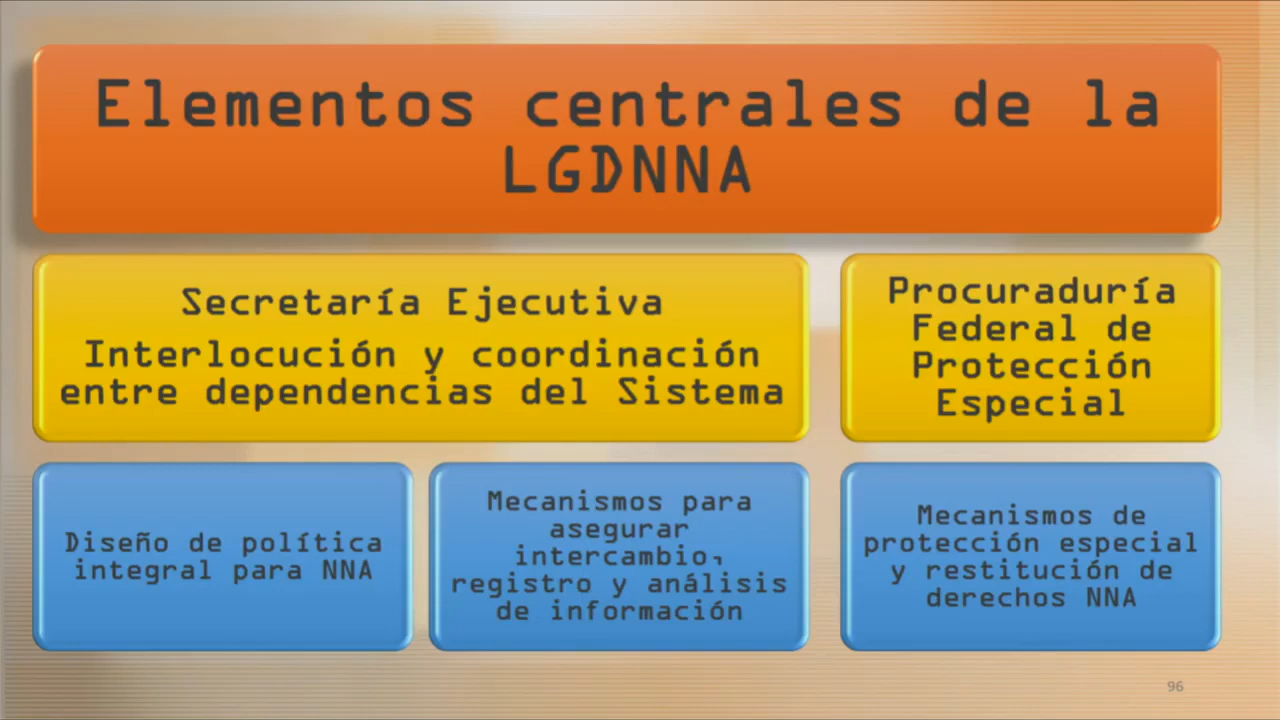 Elementos centrales de la
LGDNNA
Secretaría Ejecutiva
Interlocución y coordinación
entre dependencias del Sistema
Procuraduría
Federal de
Protección
Especial
Diseño de política
integral para NNA
Mecanismos para
asegurar
intercambio,
registro y análisis
de información
Mecanismos de
protección especial
y restitución de
derechos NNA
96